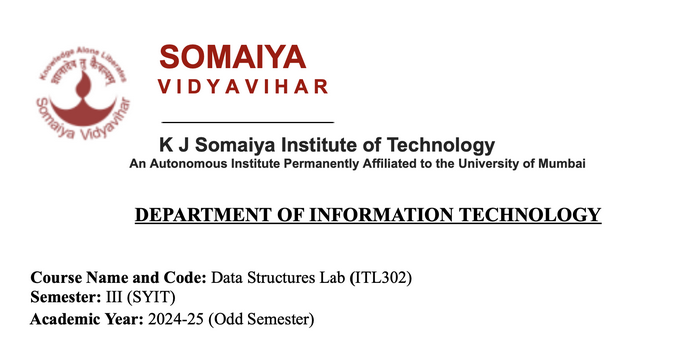 Knowledge Alone Liberates
ज्ञानादेव तु कैवल्यम्
Somaiya Vidyavihar
SOMAIYA
VIDYAVIHAR
K J Somaiya Institute of Technology
An Autonomous Institute Permanently Affiliated to the University of Mumbai
DEPARTMENT OF INFORMATION TECHNOLOGY
Course Name and Code: Data Structures Lab (ITL302)
Semester: III (SYIT)
Academic Year: 2024-25 (Odd Semester)